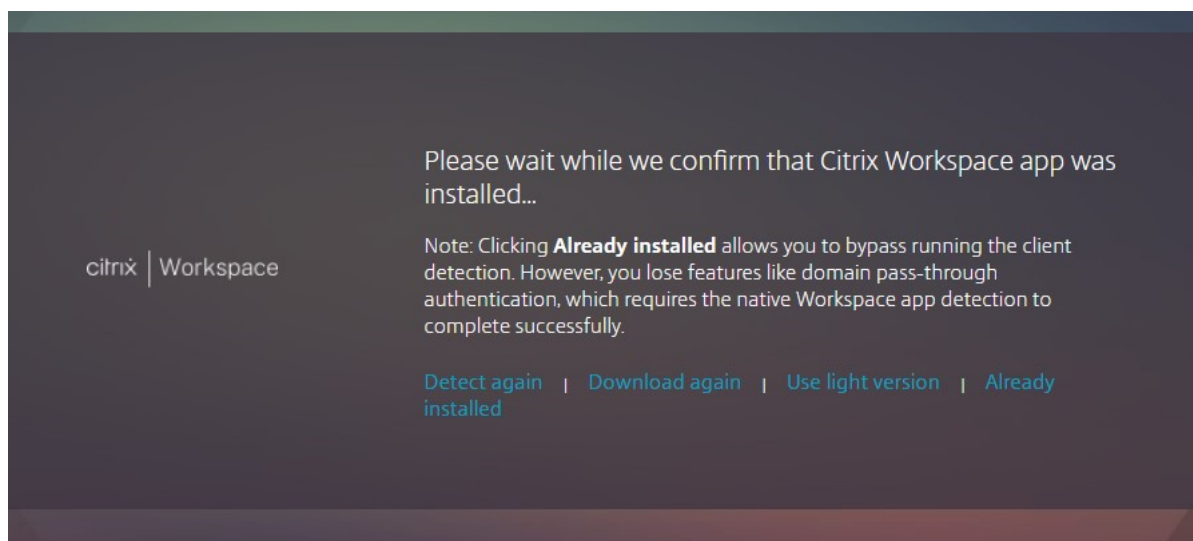 Please wait while we confirm that Citrix Workspace app was
installed...
Note: Clicking Already installed allows you to bypass running the client
detection. However, you lose features like domain pass-through
authentication, which requires the native Workspace app detection to
complete successfully.
citrix | Workspace
Detect again | Download again | Use light version | Already
installed